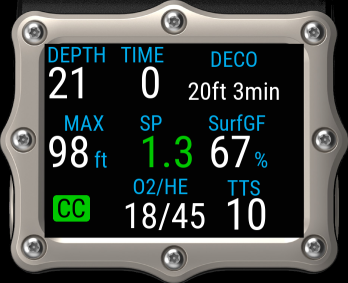 DEPTH TIME DECO
21 0 20ft 3min
MAX SP SurfGF
98 ft 1.3 67 %
O2/HE TTS
CC 18/45 10